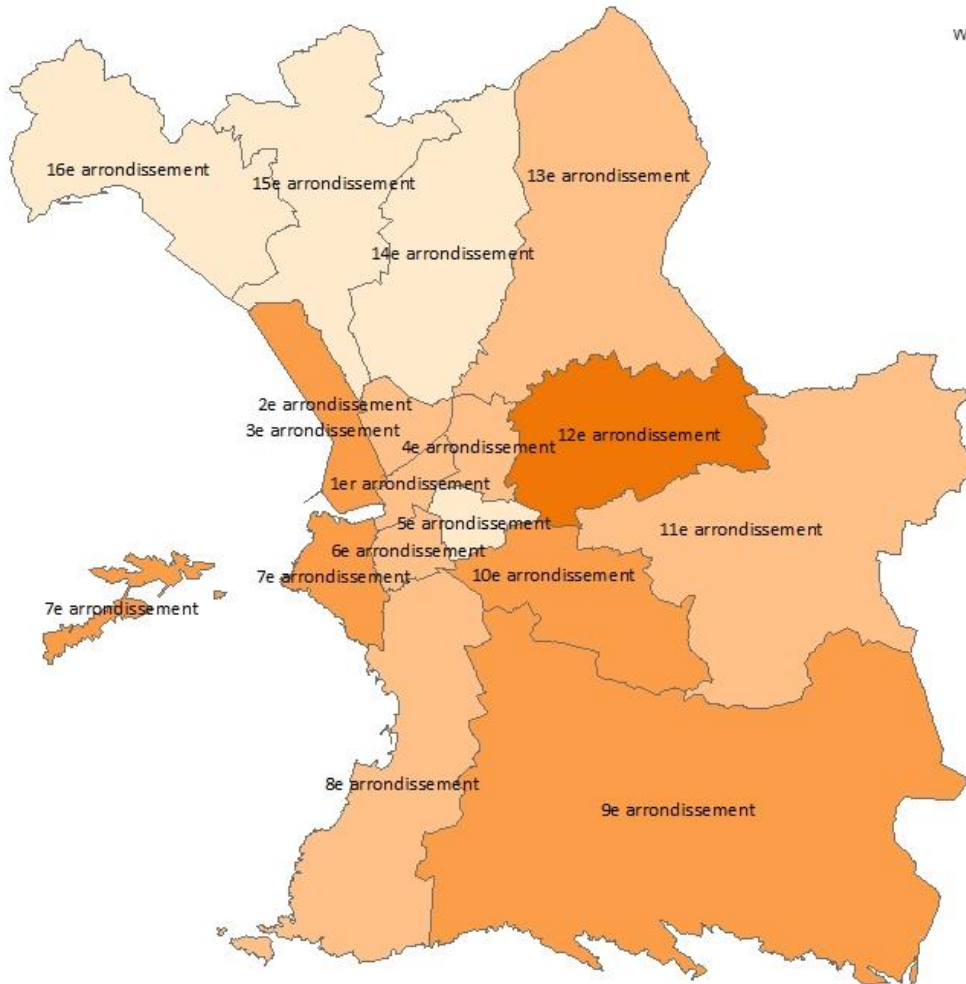 w
16e arrondissement
15e arrondissement
13e arrondissement
14e arrondissement
2e arrondissement
3e arrondissement
4e arrondissement
12e arrondissement
1er arrondissement
5e arrondissement
11e arrondissement
6e arrondissement
7e arrondissement
10e arrondissement
7e arrondissement
8e arrondissement
9e arrondissement